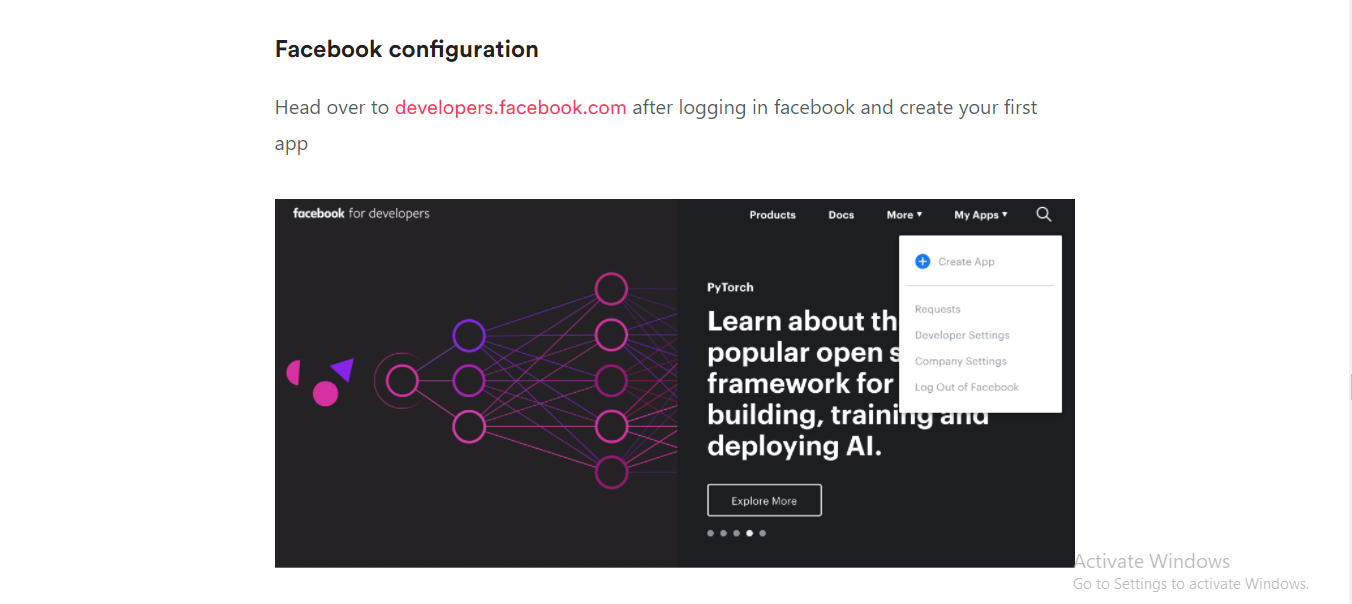 Facebook configuration
Head over to developers.facebook.com after logging in facebook and create your first
app
facebook for developers
Products Docs More My Apps
Create App
Requests
Developer Settings
Company Settings
Log Out of Facebook
PyTorch
Learn about th
popular open s
framework for
building, training and
deploying AI.
Explore More
Activate Windows
Go to Settings to activate Windows.